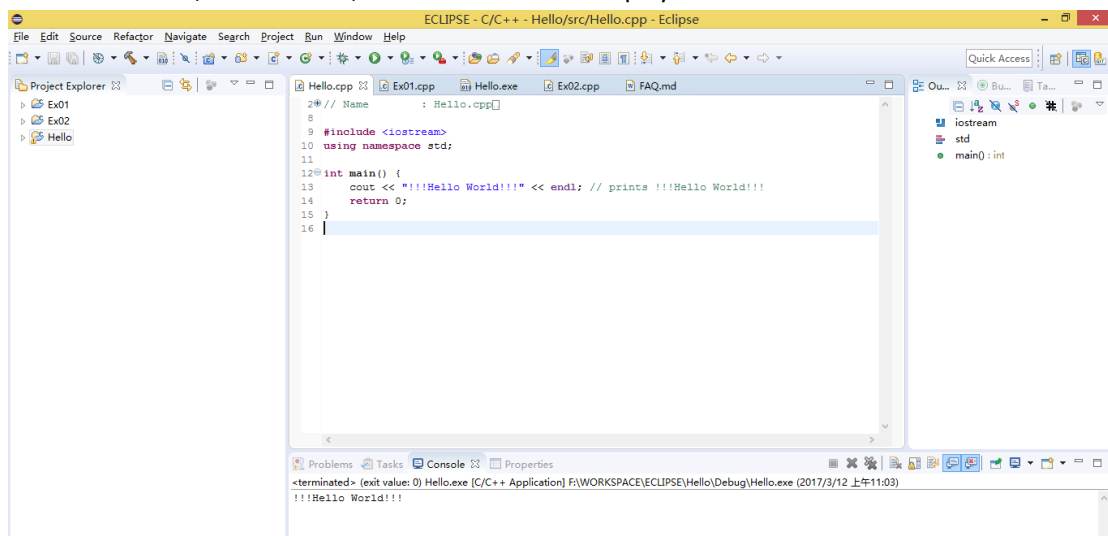 ECLIPSE - C/C++ - Hello/src/Hello.cpp - Eclipse
File Edit Source Refactor Navigate Search Project Run Window Help
Quick Access
Project Explorer
Hello.cpp Ex01.cpp Hello.exe Ex02.cpp FAQ.md
Ou... Bu... Ta...
Ex01
Ex02
Hello
2 // Name : Hello.cpp
8
9 #include <iostream>
10 using namespace std;
11
12 int main() {
13 cout << "!!!Hello World!!!" << endl; // prints !!!Hello World!!!
14 return 0;
15 }
16
iostream
std
main() : int
Problems Tasks Console Properties
<terminated> (exit value: 0) Hello.exe [C/C++ Application] F:\WORKSPACE\ECLIPSE\Hello\Debug\Hello.exe (2017/3/12 上午11:03)
!!!Hello World!!!